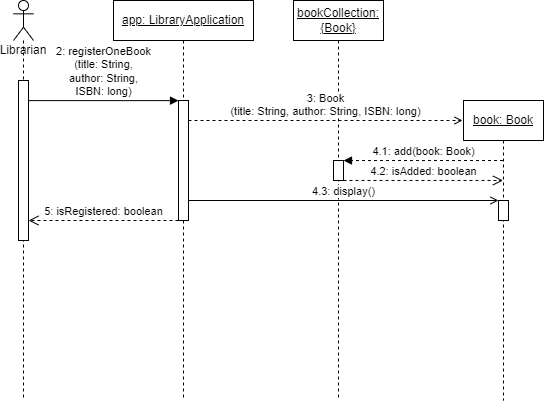 Librarian
app: LibraryApplication
bookCollection:
{Book}
2: registerOneBook
(title: String,
author: String,
ISBN: long)
3: Book
(title: String, author: String, ISBN: long)
book: Book
4.1: add(book: Book)
4.2: isAdded: boolean
4.3: display()
5: isRegistered: boolean